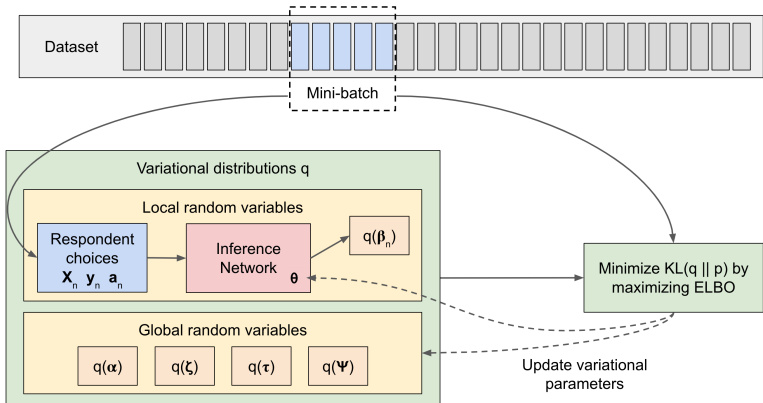 Dataset
Mini-batch
Variational distributions q
Local random variables
Respondent
choices
Xₙ yₙ aₙ
Inference
Network
θ
q(βₙ)
Minimize KL(q || p) by
maximizing ELBO
Global random variables
q(α) q(ζ) q(τ) q(Ψ)
Update variational
parameters